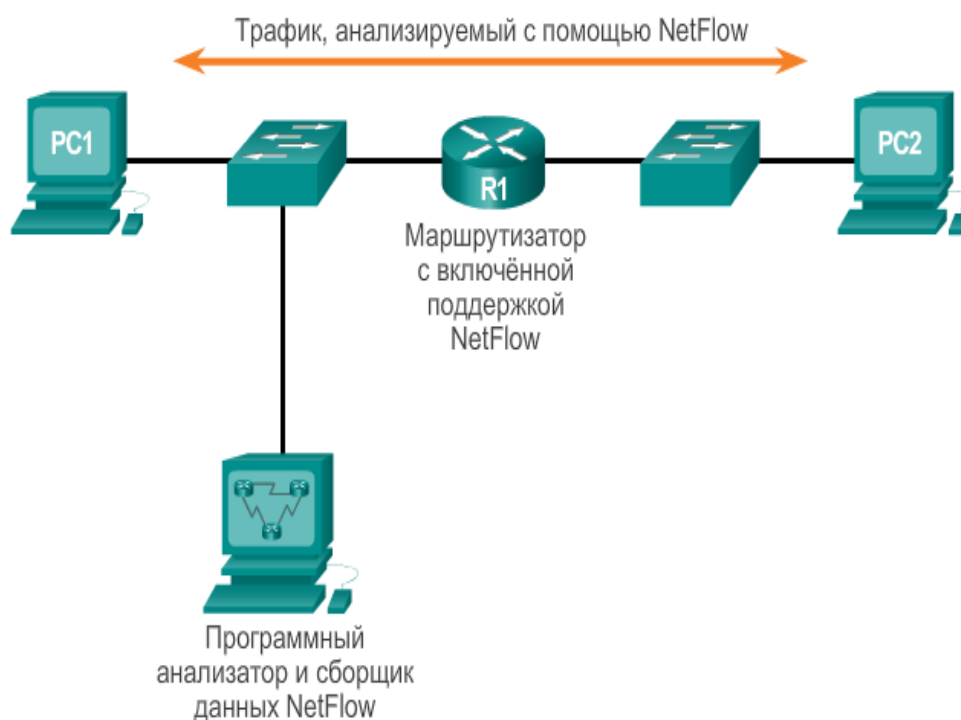 Трафик, анализируемый с помощью NetFlow
PC1
R1
PC2
Маршрутизатор
с включённой
поддержкой
NetFlow
Программный
анализатор и сборщик
данных NetFlow